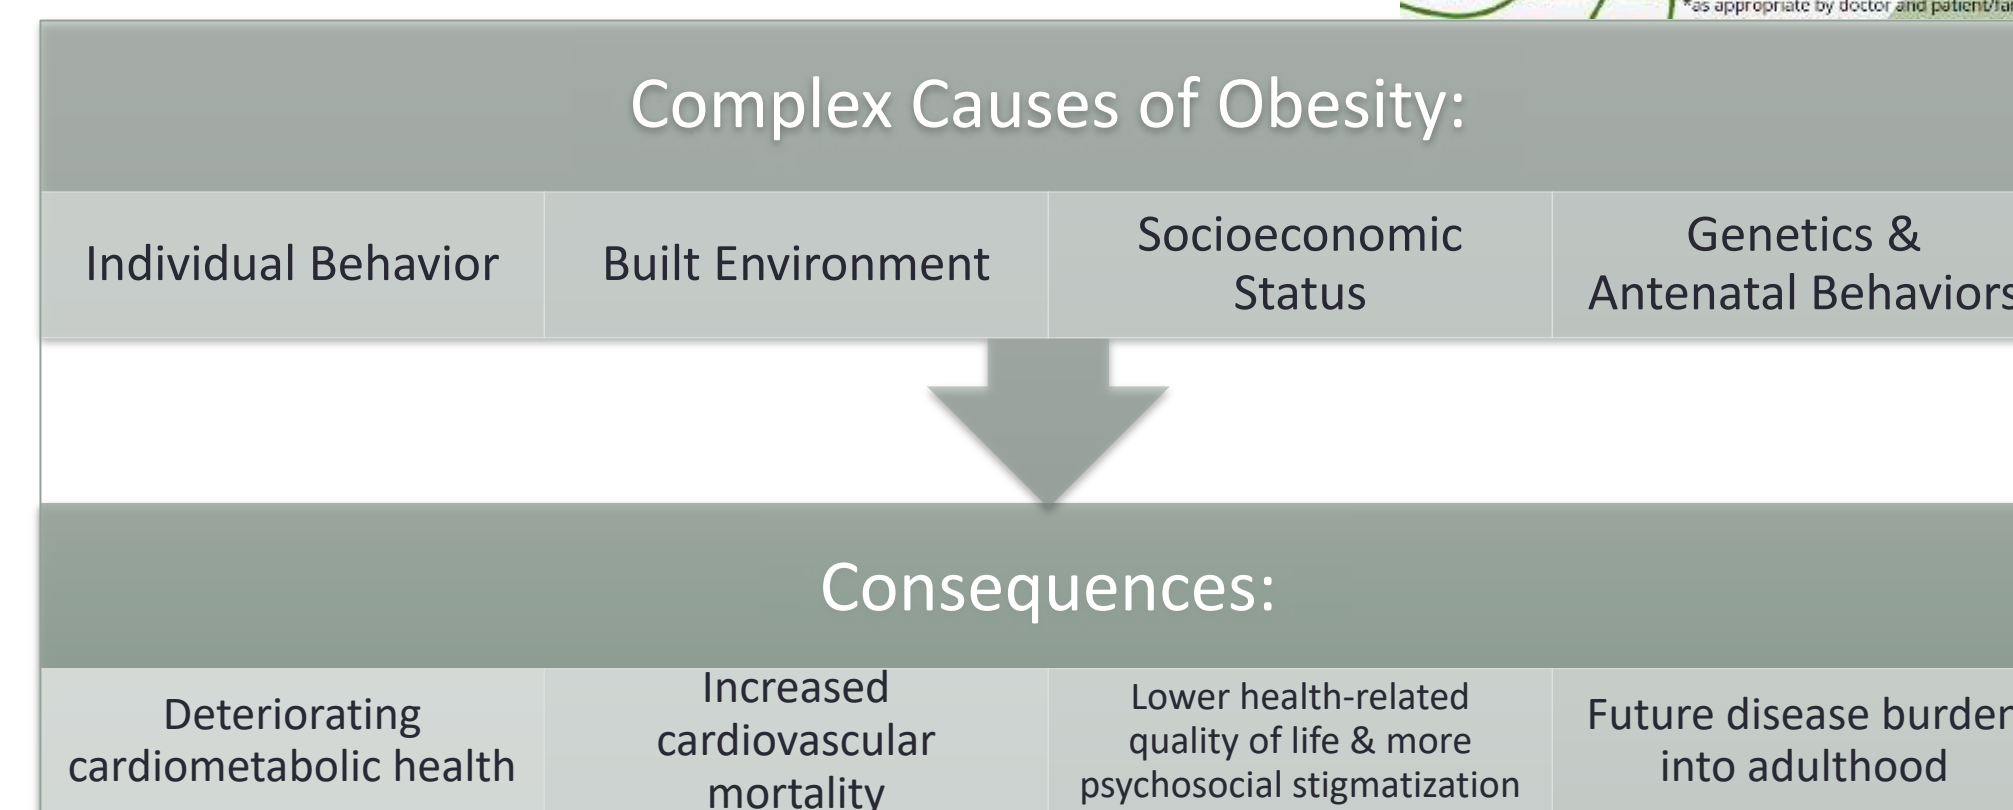 *as appropriate by doctor and patient/fa
Complex Causes of Obesity:
Individual Behavior
Built Environment
Socioeconomic
Status
Genetics &
Antenatal Behaviors
Consequences:
Deteriorating
cardiometabolic health
Increased
cardiovascular
mortality
Lower health-related
quality of life & more
psychosocial stigmatization
Future disease burden
into adulthood